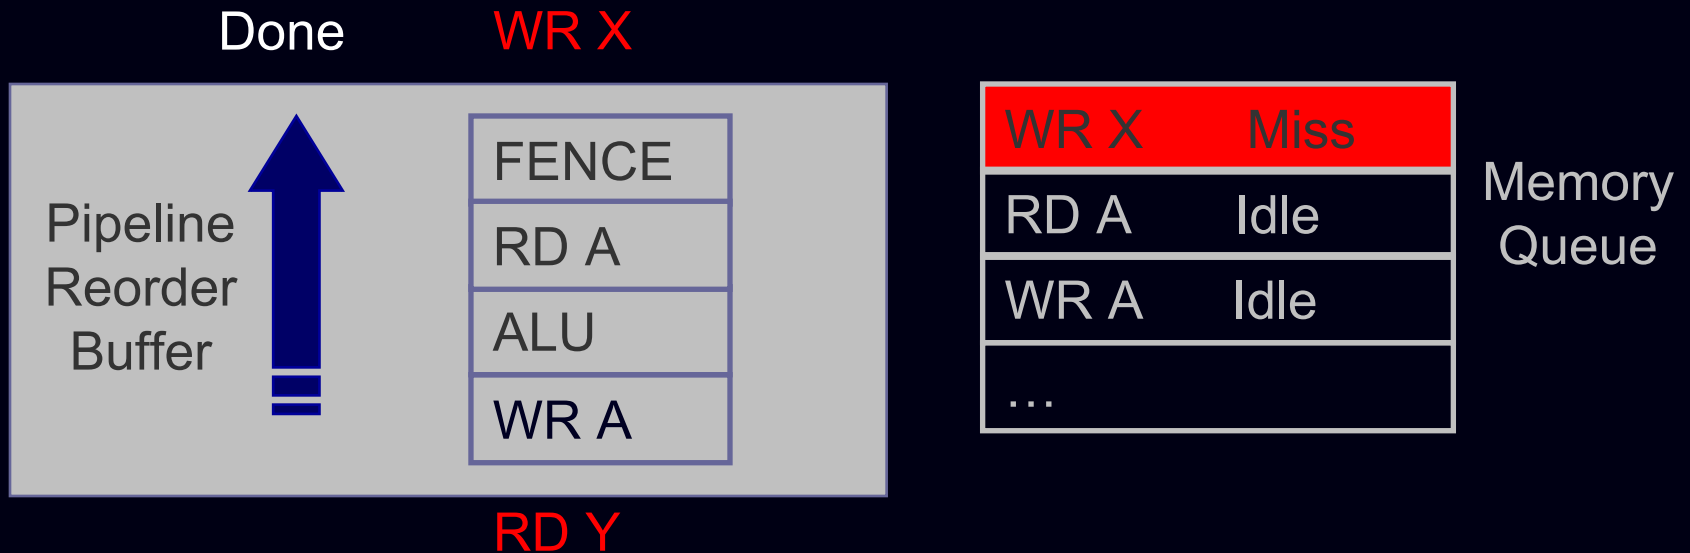 Done WR X
Pipeline
Reorder
Buffer
FENCE
RD A
ALU
WR A
RD Y
WR X Miss
RD A Idle
WR A Idle
…
Memory
Queue